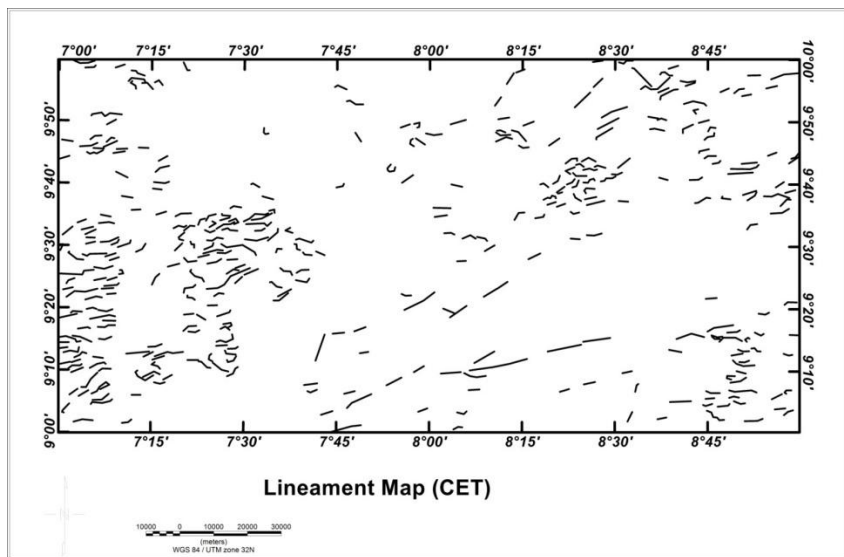 7°00' 7°15' 7°30' 7°45' 8°00' 8°15' 8°30' 8°45' 10°00'
9°50' 9°50'
9°40' 9°40'
9°30' 9°30'
9°20' 9°20'
9°10' 9°10'
9°00' 7°15' 7°30' 7°45' 8°00' 8°15' 8°30' 8°45'
Lineament Map (CET)
10000 0 10000 20000 30000
(meters)
WGS 84 / UTM zone 32N